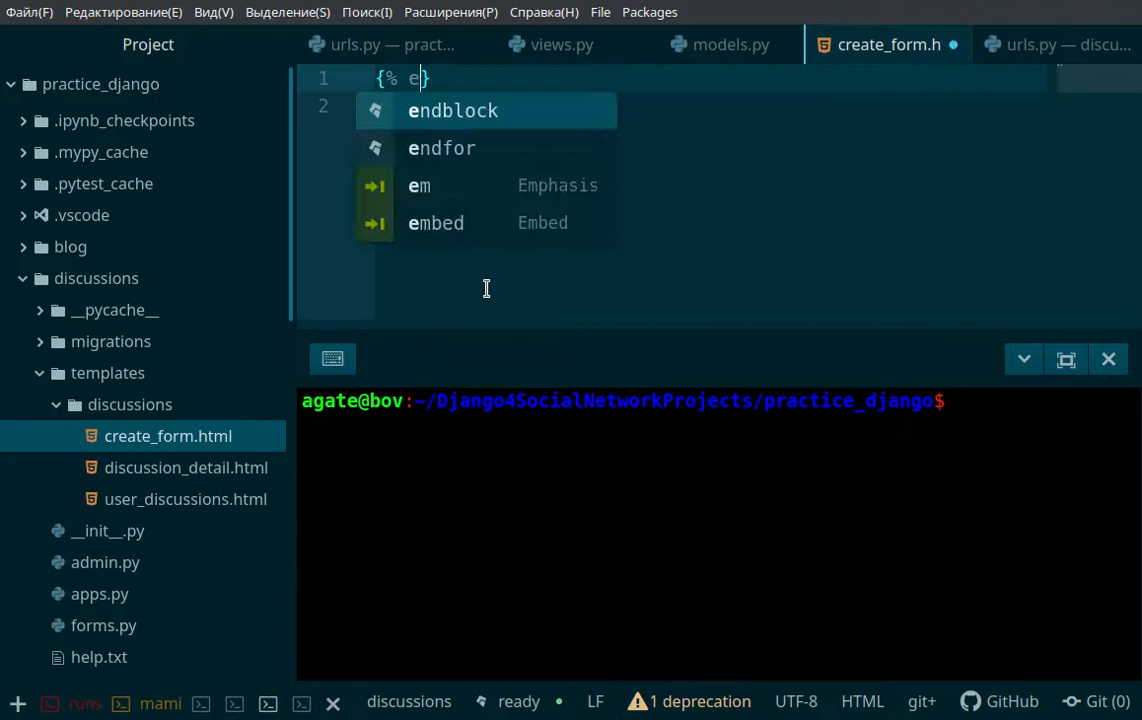 Файл(F) Редактирование(E) Вид(V) Выделение(S) Поиск(I) Расширения(P) Справка(H) File Packages
Project
urls.py — pract... views.py models.py create_form.h urls.py — discu...
practice_django
.ipynb_checkpoints
.mypy_cache
.pytest_cache
.vscode
blog
discussions
__pycache__
migrations
templates
discussions
create_form.html
discussion_detail.html
user_discussions.html
__init__.py
admin.py
apps.py
forms.py
help.txt
1 {% e}
2
endblock
endfor
em Emphasis
embed Embed
agate@bov:~/Django4SocialNetworkProjects/practice_django$
runs mami discussions ready LF 1 deprecation UTF-8 HTML git+ GitHub Git (0)